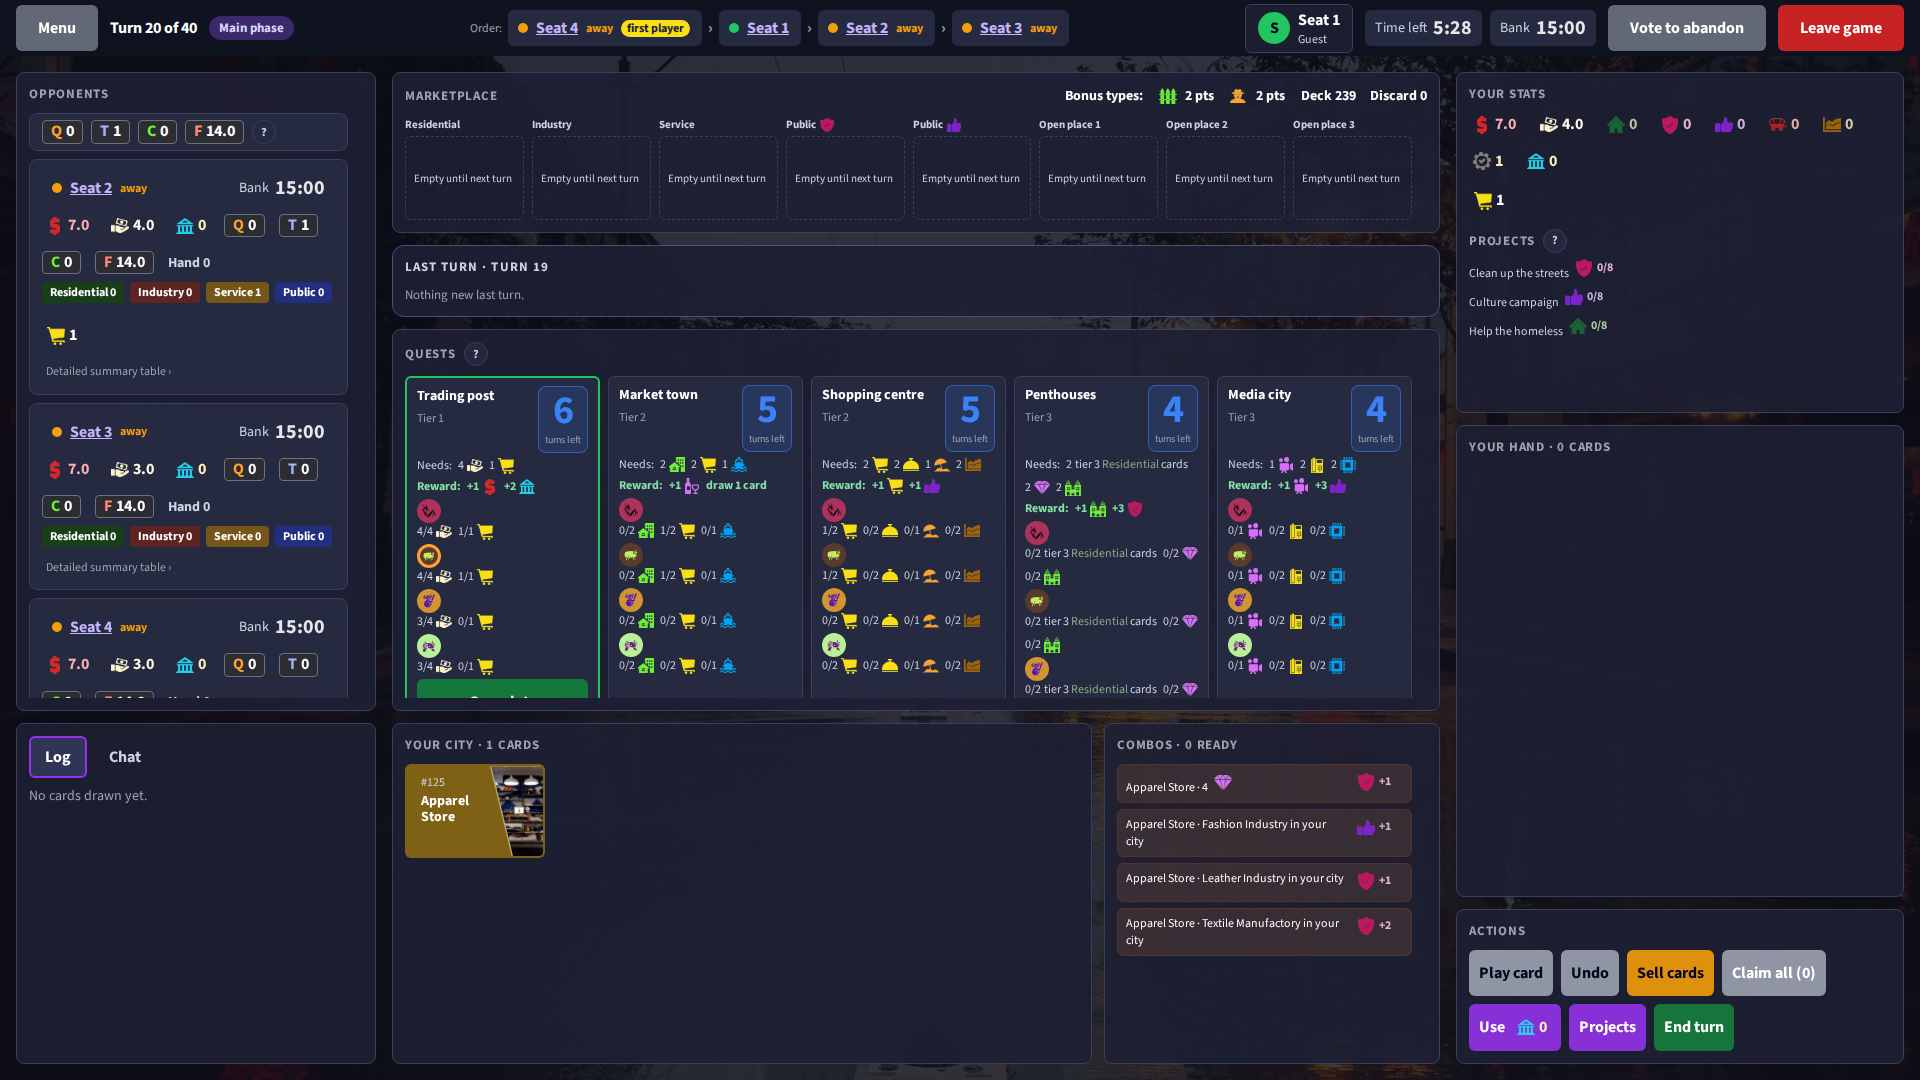 Menu
Turn 20 of 40
Main phase
Order:
Seat 4 away first player
›
Seat 1
›
Seat 2 away
›
Seat 3 away
S
Seat 1
Guest
Time left 5:28
Bank 15:00
Vote to abandon
Leave game
OPPONENTS
Q 0 T 1 C 0 F 14.0 ?
Seat 2 away Bank 15:00
7.0 4.0 0 Q 0 T 1
C 0 F 14.0 Hand 0
Residential 0 Industry 0 Service 1 Public 0
1
Detailed summary table ›
Seat 3 away Bank 15:00
7.0 3.0 0 Q 0 T 0
C 0 F 14.0 Hand 0
Residential 0 Industry 0 Service 0 Public 0
Detailed summary table ›
Seat 4 away Bank 15:00
7.0 3.0 0 Q 0 T 0
MARKETPLACE
Bonus types: 2 pts 2 pts Deck 239 Discard 0
Residential Industry Service Public Public Open place 1 Open place 2 Open place 3
Empty until next turn Empty until next turn Empty until next turn Empty until next turn Empty until next turn Empty until next turn Empty until next turn Empty until next turn
LAST TURN · TURN 19
Nothing new last turn.
QUESTS ?
Trading post
Tier 1
6
turns left
Needs: 4 1
Reward: +1 +2
4/4 1/1
4/4 1/1
3/4 0/1
3/4 0/1
Market town
Tier 2
5
turns left
Needs: 2 2 1
Reward: +1 draw 1 card
0/2 1/2 0/1
0/2 1/2 0/1
0/2 0/2 0/1
0/2 0/2 0/1
Shopping centre
Tier 2
5
turns left
Needs: 2 2 1 2
Reward: +1 +1
1/2 0/2 0/1 0/2
1/2 0/2 0/1 0/2
0/2 0/2 0/1 0/2
0/2 0/2 0/1 0/2
Penthouses
Tier 3
4
turns left
Needs: 2 tier 3 Residential cards
2 2
Reward: +1 +3
0/2 tier 3 Residential cards 0/2
0/2
0/2 tier 3 Residential cards 0/2
0/2
0/2 tier 3 Residential cards 0/2
Media city
Tier 3
4
turns left
Needs: 1 2 2
Reward: +1 +3
0/1 0/2 0/2
0/1 0/2 0/2
0/1 0/2 0/2
0/1 0/2 0/2
YOUR STATS
7.0 4.0 0 0 0 0 0
1 0
1
PROJECTS ?
Clean up the streets 0/8
Culture campaign 0/8
Help the homeless 0/8
YOUR HAND · 0 CARDS
Log Chat
No cards drawn yet.
YOUR CITY · 1 CARDS
#125
Apparel
Store
COMBOS · 0 READY
Apparel Store · 4 +1
Apparel Store · Fashion Industry in your
city
+1
Apparel Store · Leather Industry in your city +1
Apparel Store · Textile Manufactory in your
city
+2
ACTIONS
Play card Undo Sell cards Claim all (0)
Use 0 Projects End turn